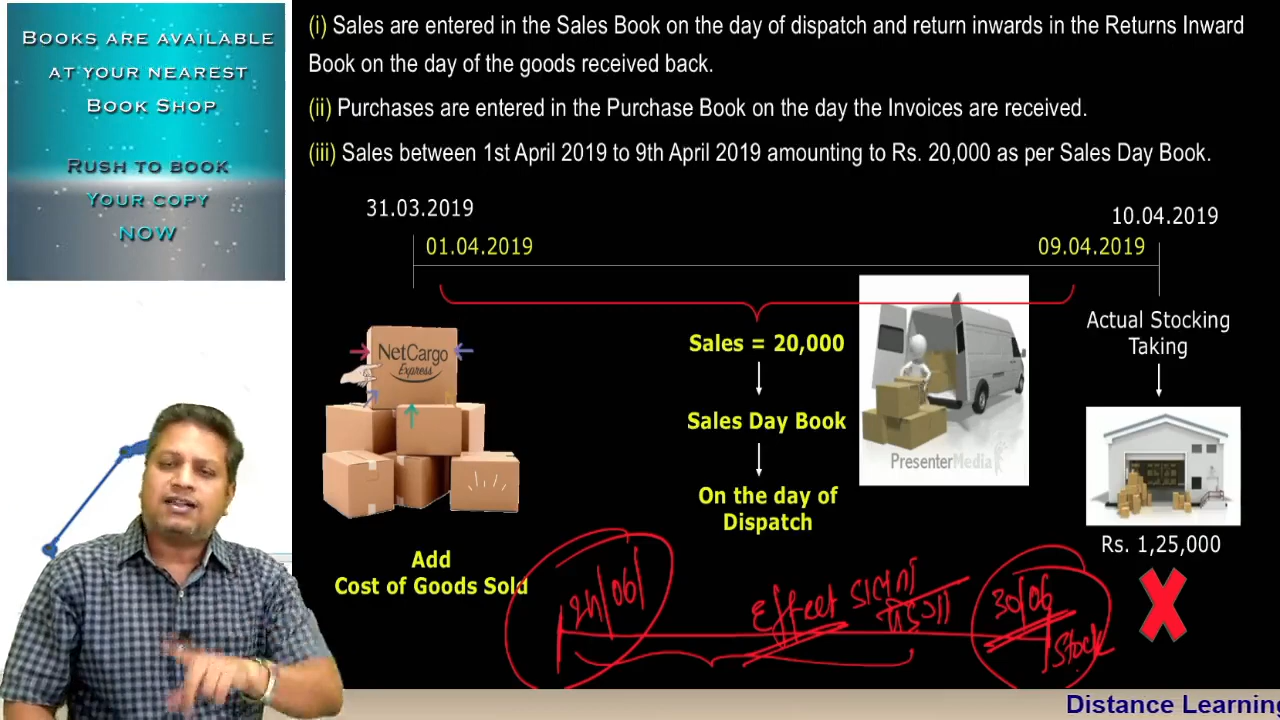 BOOKS ARE AVAILABLE
AT YOUR NEAREST
BOOK SHOP
RUSH TO BOOK
YOUR COPY
NOW
(i) Sales are entered in the Sales Book on the day of dispatch and return inwards in the Returns Inward
Book on the day of the goods received back.
(ii) Purchases are entered in the Purchase Book on the day the Invoices are received.
(iii) Sales between 1st April 2019 to 9th April 2019 amounting to Rs. 20,000 as per Sales Day Book.
31.03.2019
10.04.2019
01.04.2019
09.04.2019
Actual Stocking
Taking
NetCargo
Express
Sales = 20,000
Sales Day Book
On the day of
Dispatch
PresenterMedia
Rs. 1,25,000
Add
Cost of Goods Sold
24/06
effect डालना
पड़ेगा
30/06
Stock
Distance Learning